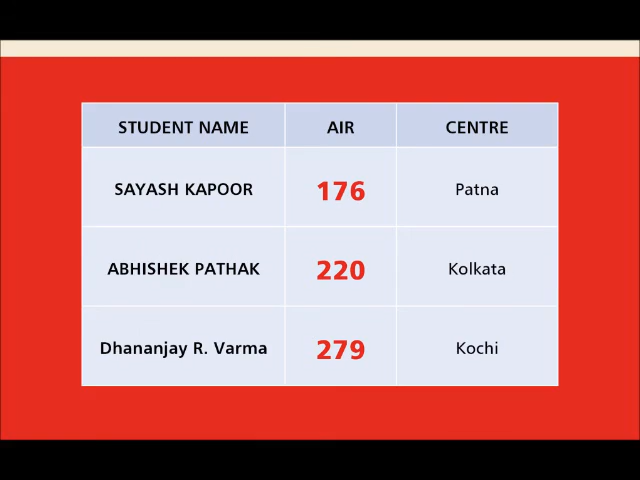 STUDENT NAME AIR CENTRE
SAYASH KAPOOR 176 Patna
ABHISHEK PATHAK 220 Kolkata
Dhananjay R. Varma 279 Kochi